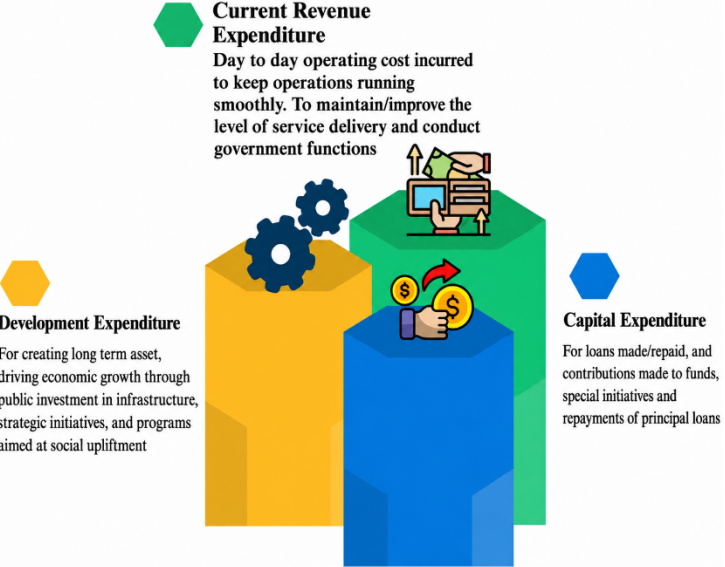 Current Revenue
Expenditure
Day to day operating cost incurred
to keep operations running
smoothly. To maintain/improve the
level of service delivery and conduct
government functions
$
$
Development Expenditure
For creating long term asset,
driving economic growth through
public investment in infrastructure,
strategic initiatives, and programs
aimed at social upliftment
Capital Expenditure
For loans made/repaid, and
contributions made to funds,
special initiatives and
repayments of principal loans